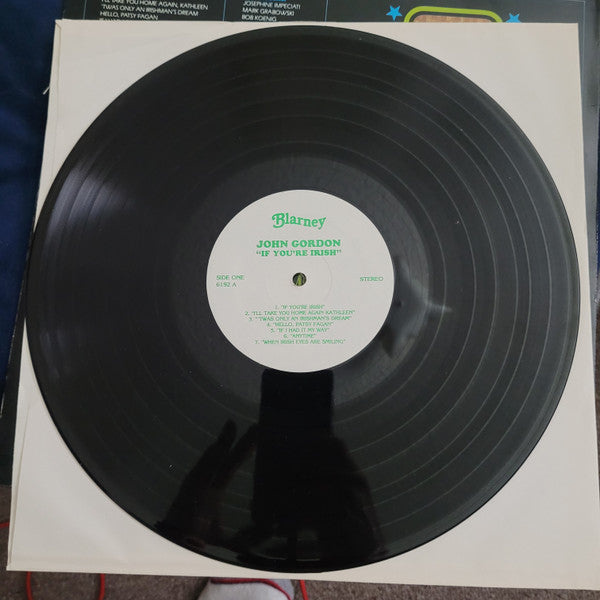 I'LL TAKE YOU HOME AGAIN, KATHLEEN
'TWAS ONLY AN IRISHMAN'S DREAM
HELLO, PATSY FAGAN
JOSEPHINE IMPECIATI
MARK GRABOWSKI
BOB KOENIG
Blarney
JOHN GORDON
"IF YOU'RE IRISH"
SIDE ONE
6192 A
STEREO
1. "IF YOU'RE IRISH"
2. "I'LL TAKE YOU HOME AGAIN KATHLEEN"
3. "'TWAS ONLY AN IRISHMAN'S DREAM"
4. "HELLO, PATSY FAGAN"
5. "IF I HAD IT MY WAY"
6. "ANYTIME"
7. "WHEN IRISH EYES ARE SMILING"